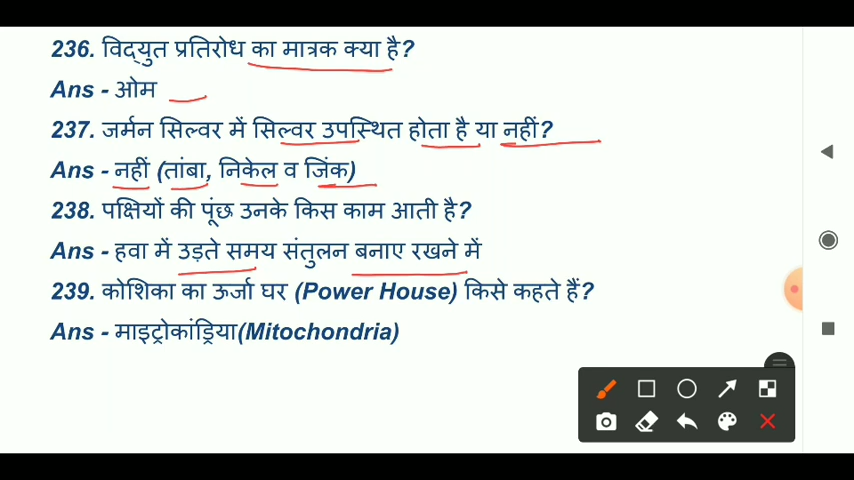 236. विद्युत प्रतिरोध का मात्रक क्या है?
Ans - ओम
237. जर्मन सिल्वर में सिल्वर उपस्थित होता है या नहीं?
Ans - नहीं (तांबा, निकेल व जिंक)
238. पक्षियों की पूंछ उनके किस काम आती है?
Ans - हवा में उड़ते समय संतुलन बनाए रखने में
239. कोशिका का ऊर्जा घर (Power House) किसे कहते हैं?
Ans - माइट्रोकांड्रिया(Mitochondria)